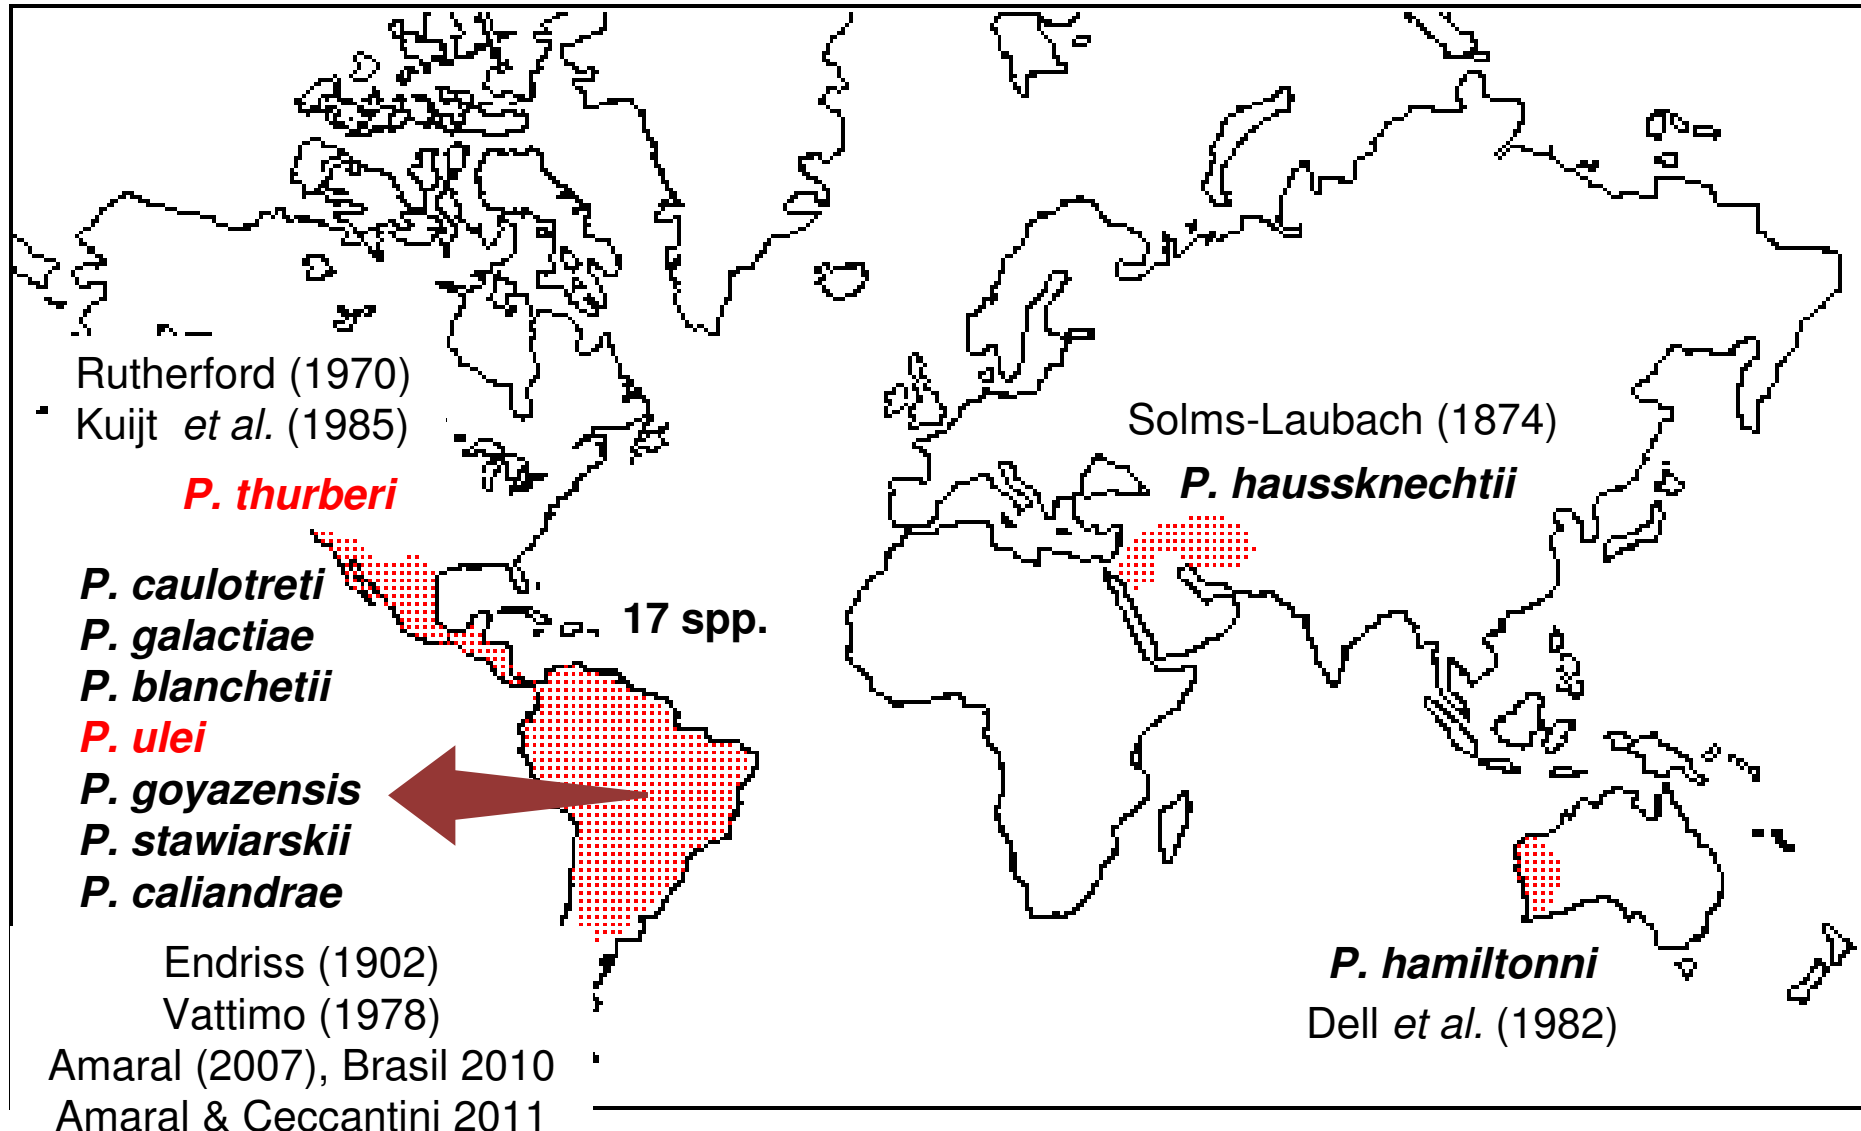 Rutherford (1970)
Kuijt et al. (1985)
P. thurberi
P. caulotreti
P. galactiae
P. blanchetii
P. ulei
P. goyazensis
P. stawiarskii
P. caliandrae
Endriss (1902)
Vattimo (1978)
Amaral (2007), Brasil 2010
Amaral & Ceccantini 2011
17 spp.
Solms-Laubach (1874)
P. haussknechtii
P. hamiltonni
Dell et al. (1982)